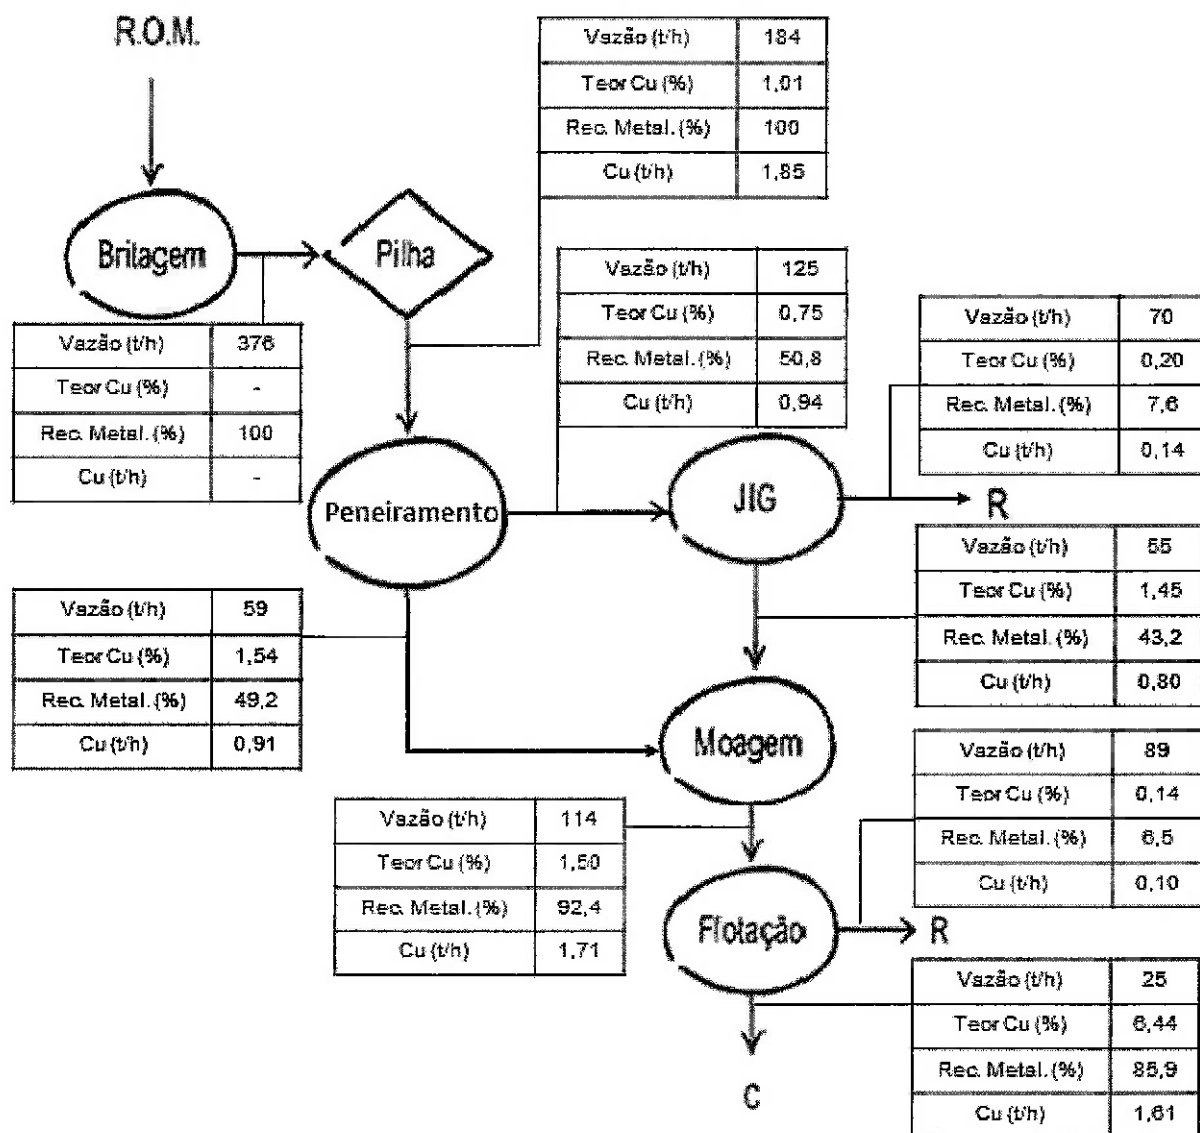 R.O.M.
Vazão (t/h) 184
Teor Cu (%) 1,01
Rec. Metal. (%) 100
Cu (t/h) 1,85
Britagem
Pilha
Vazão (t/h) 376
Teor Cu (%) -
Rec. Metal. (%) 100
Cu (t/h) -
Vazão (t/h) 125
Teor Cu (%) 0,75
Rec. Metal. (%) 50,8
Cu (t/h) 0,94
Vazão (t/h) 70
Teor Cu (%) 0,20
Rec. Metal. (%) 7,6
Cu (t/h) 0,14
Peneiramento
JIG
R
Vazão (t/h) 55
Teor Cu (%) 1,45
Rec. Metal. (%) 43,2
Cu (t/h) 0,80
Vazão (t/h) 59
Teor Cu (%) 1,54
Rec. Metal. (%) 49,2
Cu (t/h) 0,91
Moagem
Vazão (t/h) 89
Teor Cu (%) 0,14
Rec. Metal. (%) 6,5
Cu (t/h) 0,10
Vazão (t/h) 114
Teor Cu (%) 1,50
Rec. Metal. (%) 92,4
Cu (t/h) 1,71
Flotação
R
Vazão (t/h) 25
Teor Cu (%) 6,44
Rec. Metal. (%) 85,9
Cu (t/h) 1,61
C